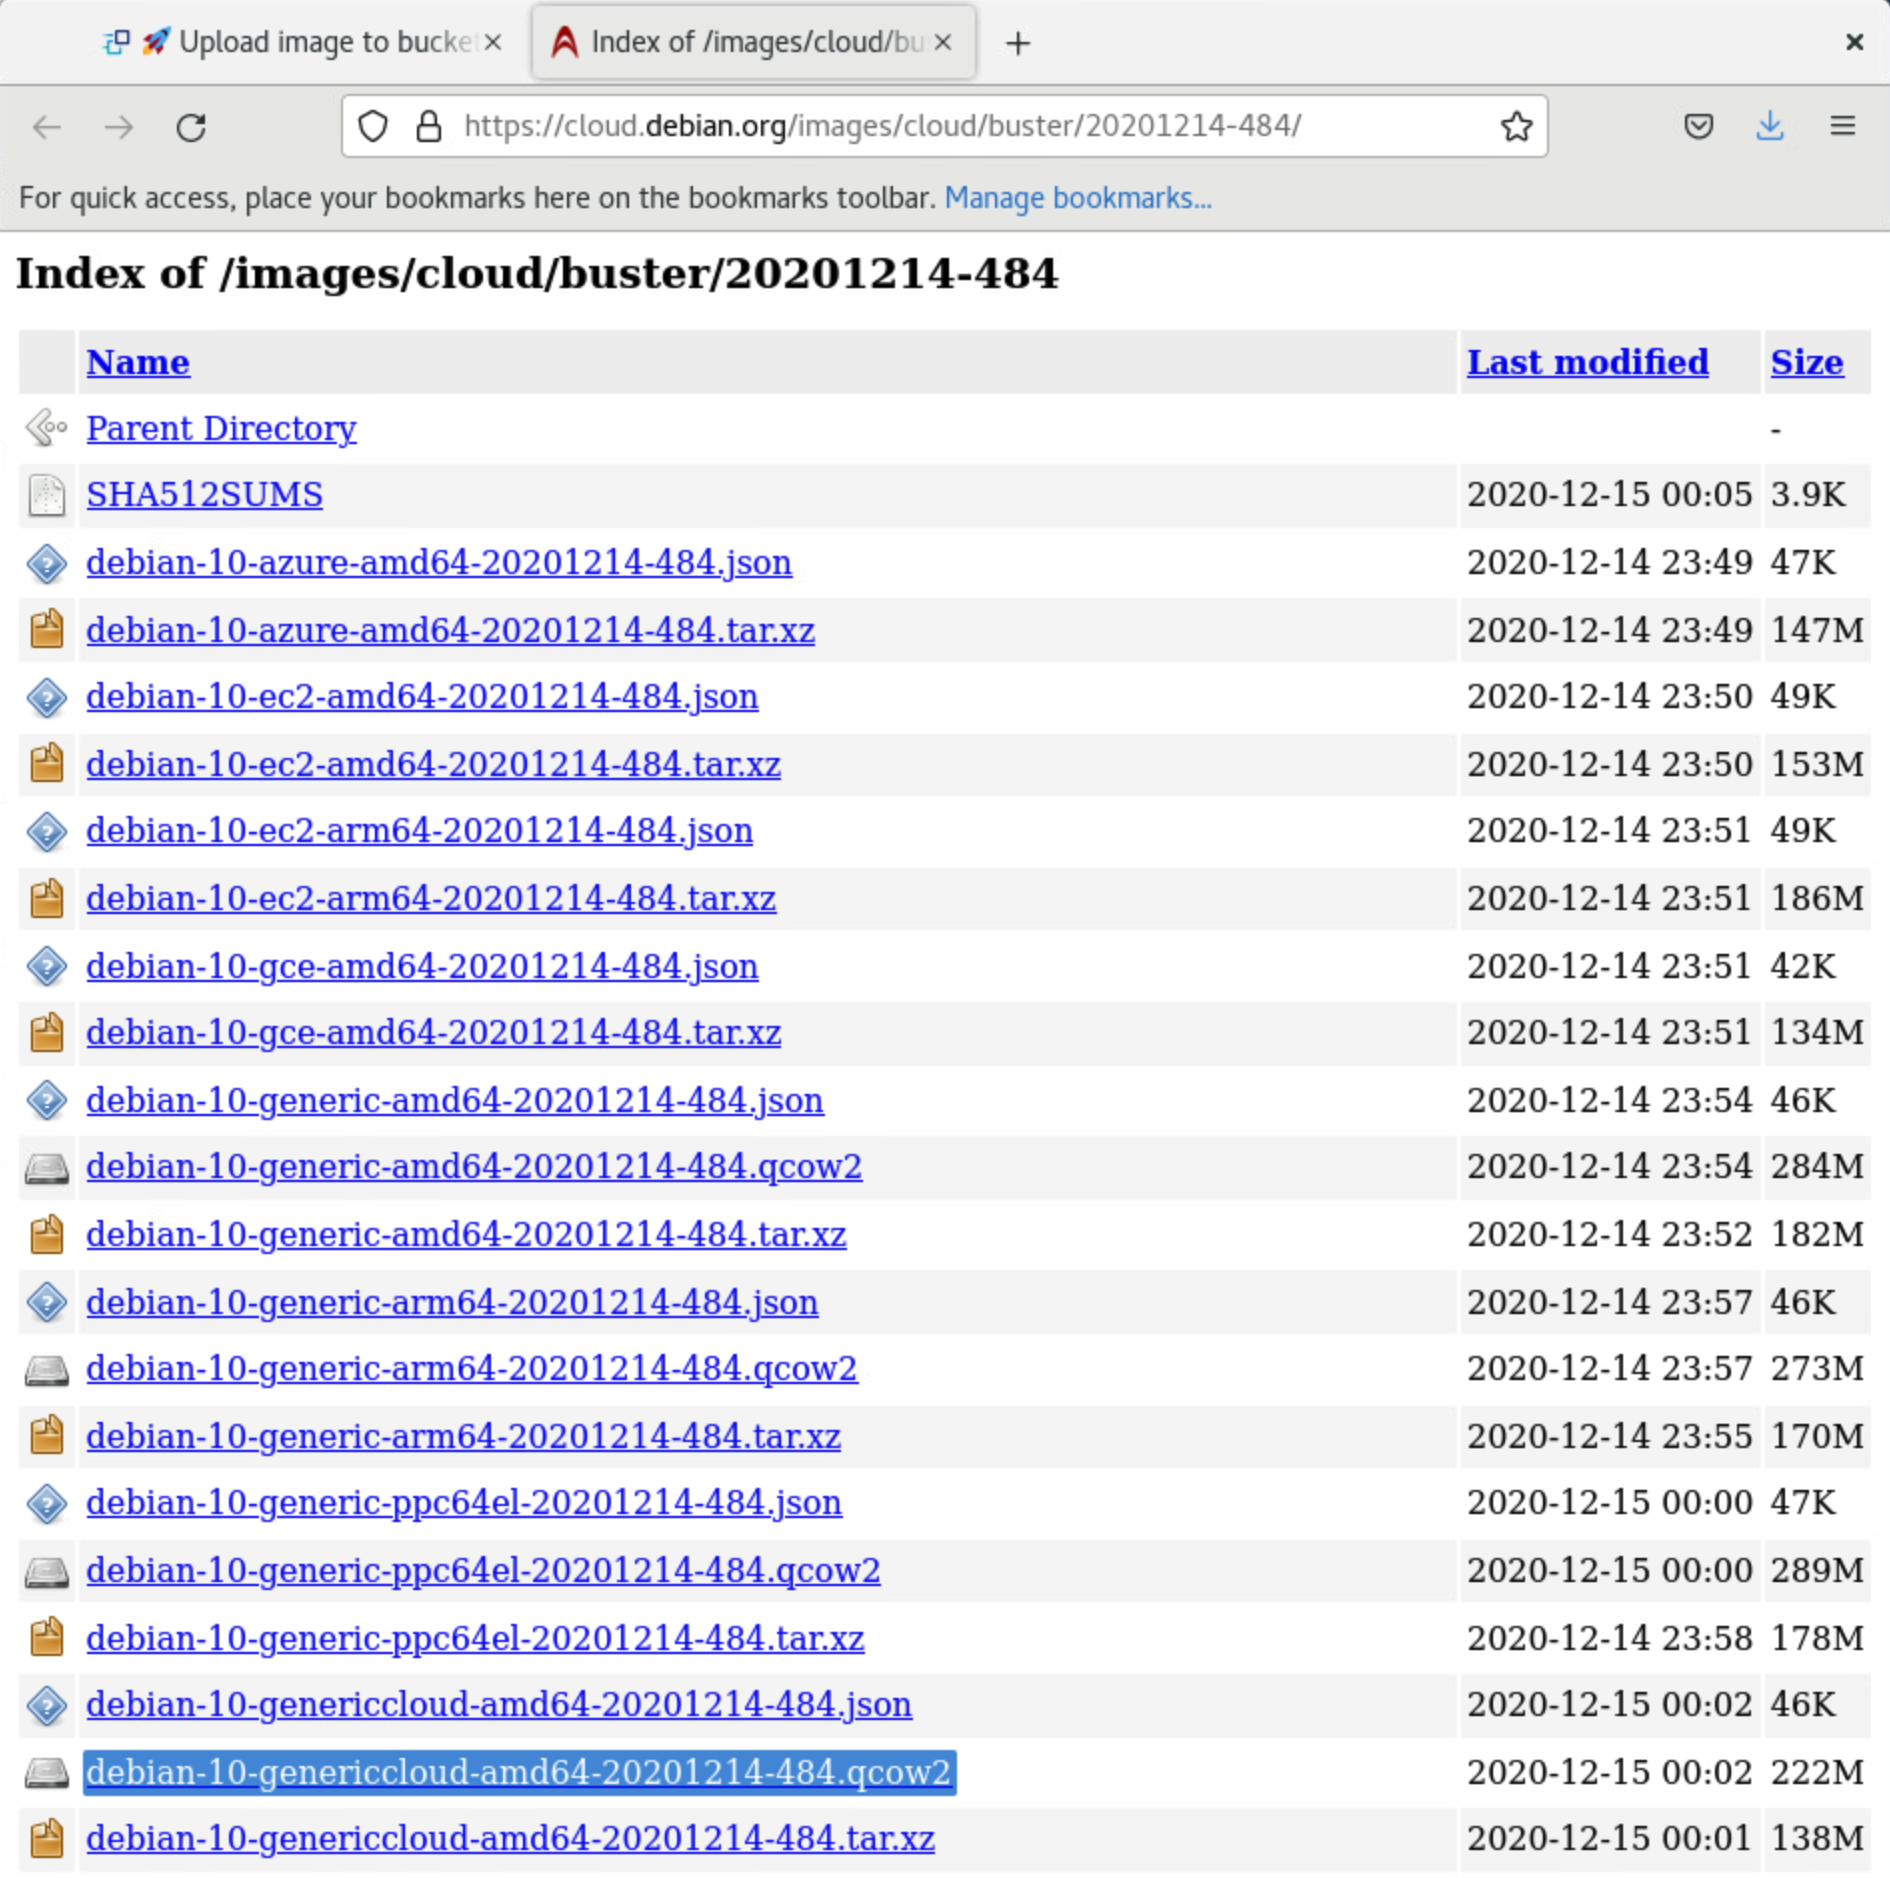 Upload image to bucke
Index of /images/cloud/bu
https://cloud.debian.org/images/cloud/buster/20201214-484/
For quick access, place your bookmarks here on the bookmarks toolbar. Manage bookmarks...
Index of /images/cloud/buster/20201214-484
Name Last modified Size
Parent Directory -
SHA512SUMS 2020-12-15 00:05 3.9K
debian-10-azure-amd64-20201214-484.json 2020-12-14 23:49 47K
debian-10-azure-amd64-20201214-484.tar.xz 2020-12-14 23:49 147M
debian-10-ec2-amd64-20201214-484.json 2020-12-14 23:50 49K
debian-10-ec2-amd64-20201214-484.tar.xz 2020-12-14 23:50 153M
debian-10-ec2-arm64-20201214-484.json 2020-12-14 23:51 49K
debian-10-ec2-arm64-20201214-484.tar.xz 2020-12-14 23:51 186M
debian-10-gce-amd64-20201214-484.json 2020-12-14 23:51 42K
debian-10-gce-amd64-20201214-484.tar.xz 2020-12-14 23:51 134M
debian-10-generic-amd64-20201214-484.json 2020-12-14 23:54 46K
debian-10-generic-amd64-20201214-484.qcow2 2020-12-14 23:54 284M
debian-10-generic-amd64-20201214-484.tar.xz 2020-12-14 23:52 182M
debian-10-generic-arm64-20201214-484.json 2020-12-14 23:57 46K
debian-10-generic-arm64-20201214-484.qcow2 2020-12-14 23:57 273M
debian-10-generic-arm64-20201214-484.tar.xz 2020-12-14 23:55 170M
debian-10-generic-ppc64el-20201214-484.json 2020-12-15 00:00 47K
debian-10-generic-ppc64el-20201214-484.qcow2 2020-12-15 00:00 289M
debian-10-generic-ppc64el-20201214-484.tar.xz 2020-12-14 23:58 178M
debian-10-genericcloud-amd64-20201214-484.json 2020-12-15 00:02 46K
debian-10-genericcloud-amd64-20201214-484.qcow2 2020-12-15 00:02 222M
debian-10-genericcloud-amd64-20201214-484.tar.xz 2020-12-15 00:01 138M